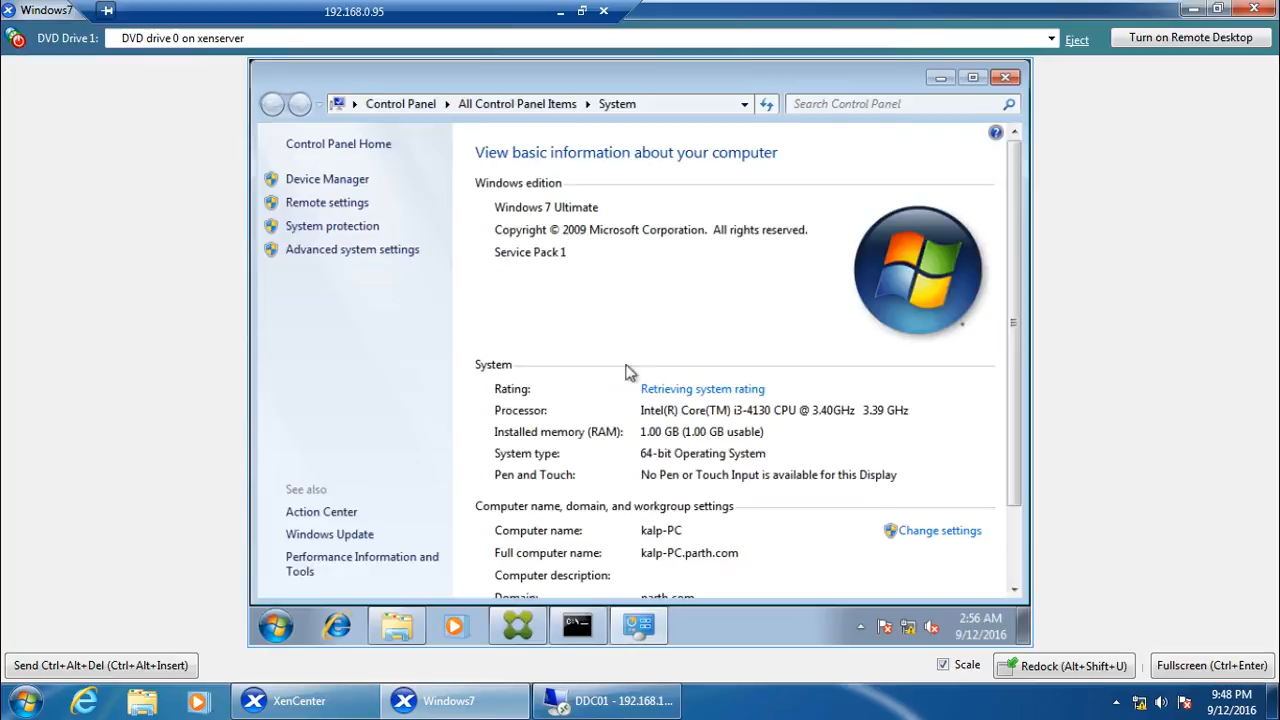 Windows7
192.168.0.95
DVD Drive 1: DVD drive 0 on xenserver Eject Turn on Remote Desktop
Control Panel All Control Panel Items System Search Control Panel
Control Panel Home
Device Manager
Remote settings
System protection
Advanced system settings
See also
Action Center
Windows Update
Performance Information and
Tools
View basic information about your computer
Windows edition
Windows 7 Ultimate
Copyright © 2009 Microsoft Corporation. All rights reserved.
Service Pack 1
System
Rating: Retrieving system rating
Processor: Intel(R) Core(TM) i3-4130 CPU @ 3.40GHz 3.39 GHz
Installed memory (RAM): 1.00 GB (1.00 GB usable)
System type: 64-bit Operating System
Pen and Touch: No Pen or Touch Input is available for this Display
Computer name, domain, and workgroup settings
Computer name: kalp-PC Change settings
Full computer name: kalp-PC.parth.com
Computer description:
Domain: parth.com
C:\_
2:56 AM
9/12/2016
Send Ctrl+Alt+Del (Ctrl+Alt+Insert) Scale Redock (Alt+Shift+U) Fullscreen (Ctrl+Enter)
XenCenter Windows7 DDC01 - 192.168.1...
9:48 PM
9/12/2016